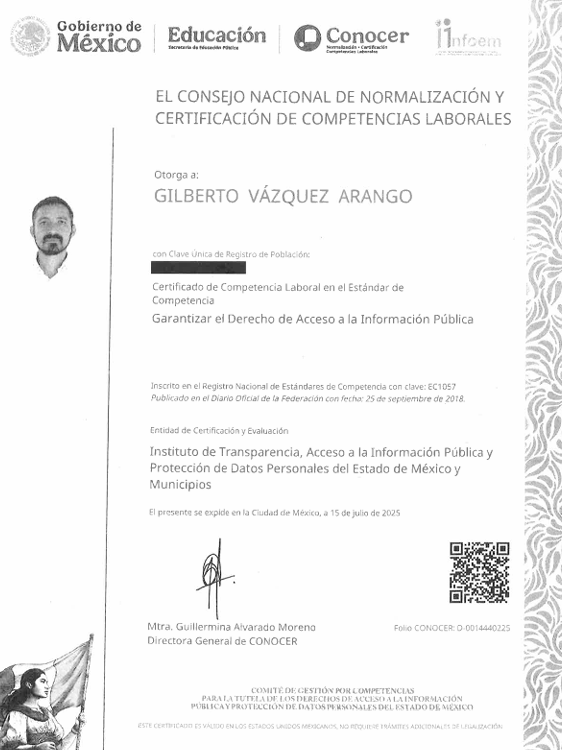 Gobierno de
México
Educación
Secretaría de Educación Pública
Conocer
Normalización • Certificación
Competencias Laborales
infoem
EL CONSEJO NACIONAL DE NORMALIZACIÓN Y
CERTIFICACIÓN DE COMPETENCIAS LABORALES
Otorga a:
GILBERTO VÁZQUEZ ARANGO
con Clave Única de Registro de Población:
Certificado de Competencia Laboral en el Estándar de
Competencia
Garantizar el Derecho de Acceso a la Información Pública
Inscrito en el Registro Nacional de Estándares de Competencia con clave: EC1057
Publicado en el Diario Oficial de la Federación con fecha: 25 de septiembre de 2018.
Entidad de Certificación y Evaluación
Instituto de Transparencia, Acceso a la Información Pública y
Protección de Datos Personales del Estado de México y
Municipios
El presente se expide en la Ciudad de México, a 15 de julio de 2025
Mtra. Guillermina Alvarado Moreno
Directora General de CONOCER
Folio CONOCER: D-0014440225
COMITÉ DE GESTIÓN POR COMPETENCIAS
PARA LA TUTELA DE LOS DERECHOS DE ACCESO A LA INFORMACIÓN
PÚBLICA Y PROTECCIÓN DE DATOS PERSONALES DEL ESTADO DE MÉXICO
ESTE CERTIFICADO ES VÁLIDO EN LOS ESTADOS UNIDOS MEXICANOS, NO REQUIERE TRÁMITES ADICIONALES DE LEGALIZACIÓN